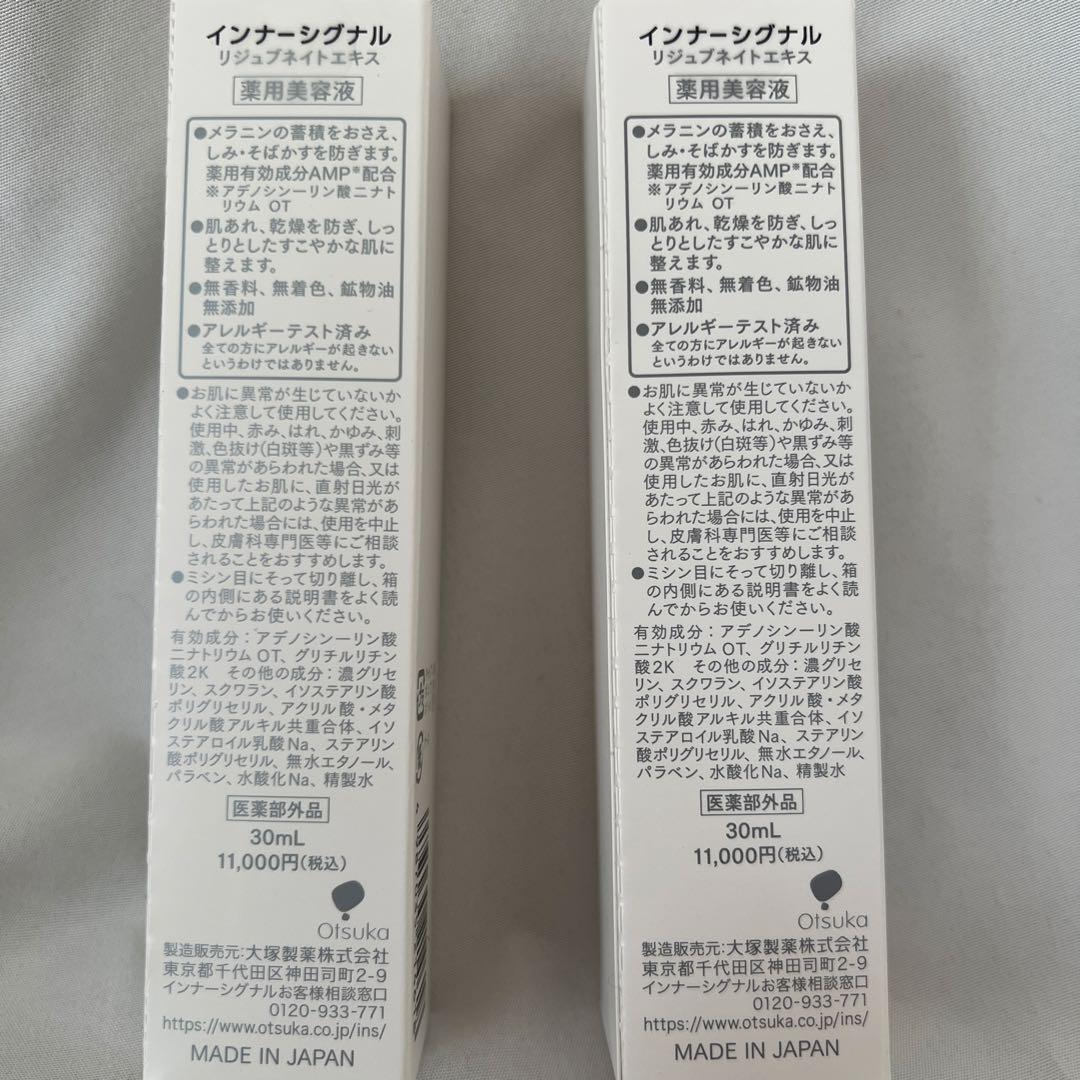 インナーシグナル
リジュブネイトエキス
薬用美容液
●メラニンの蓄積をおさえ、
しみ・そばかすを防ぎます。
薬用有効成分AMP※配合
※アデノシン一リン酸二ナト
リウム OT
●肌あれ、乾燥を防ぎ、しっ
とりとしたすこやかな肌に
整えます。
●無香料、無着色、鉱物油
無添加
●アレルギーテスト済み
全ての方にアレルギーが起きない
というわけではありません。
●お肌に異常が生じていないか
よく注意して使用してください。
使用中、赤み、はれ、かゆみ、刺
激、色抜け(白斑等)や黒ずみ等
の異常があらわれた場合、又は
使用したお肌に、直射日光が
あたって上記のような異常があ
らわれた場合には、使用を中止
し、皮膚科専門医等にご相談
されることをおすすめします。
●ミシン目にそって切り離し、箱
の内側にある説明書をよく読
んでからお使いください。
有効成分：アデノシン一リン酸
二ナトリウム OT、グリチルリチン
酸2K その他の成分：濃グリセ
リン、スクワラン、イソステアリン酸
ポリグリセリル、アクリル酸・メタ
クリル酸アルキル共重合体、イソ
ステアロイル乳酸Na、ステアリン
酸ポリグリセリル、無水エタノール、
パラベン、水酸化Na、精製水
医薬部外品
30mL
11,000円(税込)
Otsuka
製造販売元:大塚製薬株式会社
東京都千代田区神田司町2-9
インナーシグナルお客様相談窓口
0120-933-771
https://www.otsuka.co.jp/ins/
MADE IN JAPAN
インナーシグナル
リジュブネイトエキス
薬用美容液
●メラニンの蓄積をおさえ、
しみ・そばかすを防ぎます。
薬用有効成分AMP※配合
※アデノシン一リン酸二ナト
リウム OT
●肌あれ、乾燥を防ぎ、しっ
とりとしたすこやかな肌に
整えます。
●無香料、無着色、鉱物油
無添加
●アレルギーテスト済み
全ての方にアレルギーが起きない
というわけではありません。
●お肌に異常が生じていないか
よく注意して使用してください。
使用中、赤み、はれ、かゆみ、刺
激、色抜け(白斑等)や黒ずみ等
の異常があらわれた場合、又は
使用したお肌に、直射日光が
あたって上記のような異常があ
らわれた場合には、使用を中止
し、皮膚科専門医等にご相談
されることをおすすめします。
●ミシン目にそって切り離し、箱
の内側にある説明書をよく読
んでからお使いください。
有効成分：アデノシン一リン酸
二ナトリウム OT、グリチルリチン
酸2K その他の成分：濃グリセ
リン、スクワラン、イソステアリン酸
ポリグリセリル、アクリル酸・メタ
クリル酸アルキル共重合体、イソ
ステアロイル乳酸Na、ステアリン
酸ポリグリセリル、無水エタノール、
パラベン、水酸化Na、精製水
医薬部外品
30mL
11,000円(税込)
Otsuka
製造販売元:大塚製薬株式会社
東京都千代田区神田司町2-9
インナーシグナルお客様相談窓口
0120-933-771
https://www.otsuka.co.jp/ins/
MADE IN JAPAN